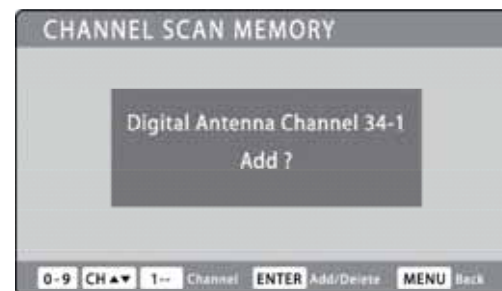 CHANNEL SCAN MEMORY
Digital Antenna Channel 34-1
Add ?
0-9 CH▲▼ 1-- Channel ENTER Add/Delete MENU Back